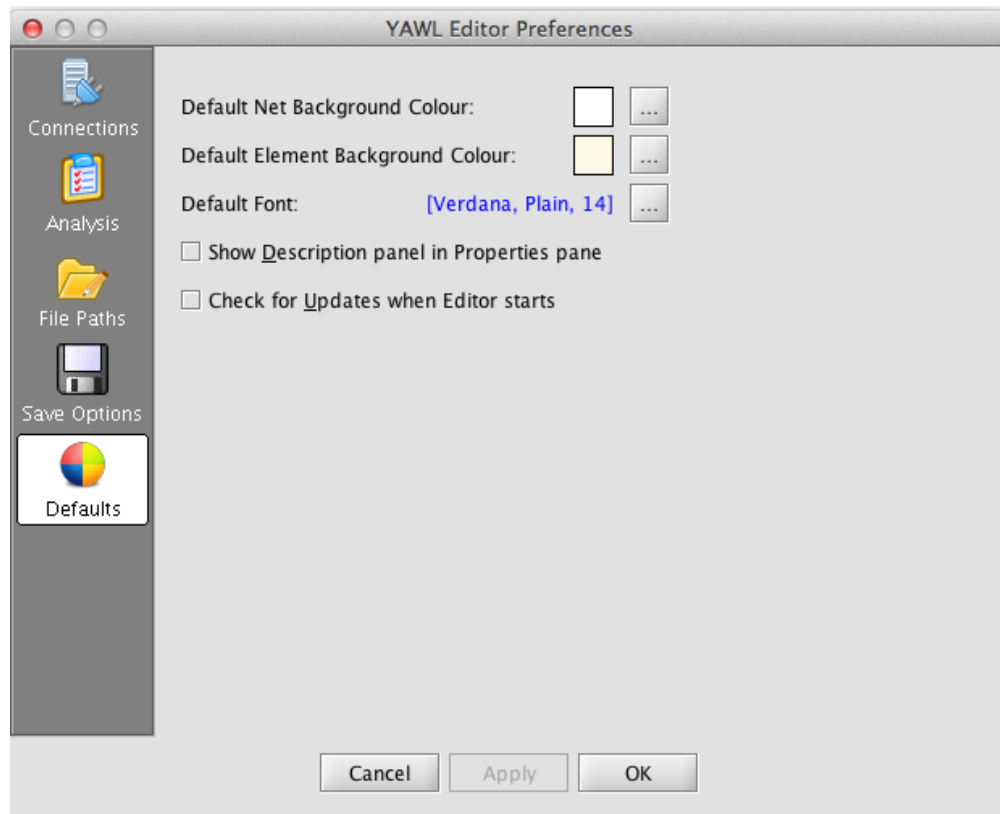 YAWL Editor Preferences
Connections
Analysis
File Paths
Save Options
Defaults
Default Net Background Colour: ...
Default Element Background Colour: ...
Default Font: [Verdana, Plain, 14] ...
Show Description panel in Properties pane
Check for Updates when Editor starts
Cancel Apply OK